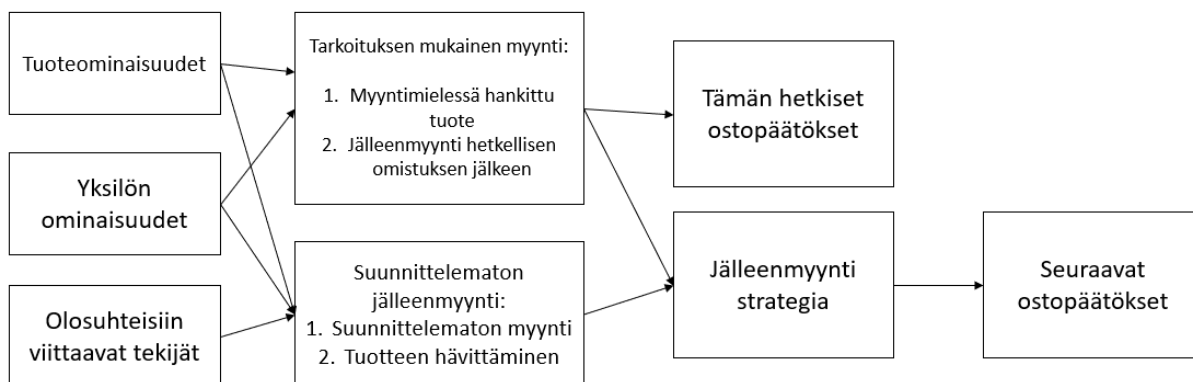 Tuoteominaisuudet
Yksilön
ominaisuudet
Olosuhteisiin
viittaavat tekijät
Tarkoituksen mukainen myynti:
1. Myyntimielessä hankittu
tuote
2. Jälleenmyynti hetkellisen
omistuksen jälkeen
Suunnittelematon
jälleenmyynti:
1. Suunnittelematon myynti
2. Tuotteen hävittäminen
Tämän hetkiset
ostopäätökset
Jälleenmyynti
strategia
Seuraavat
ostopäätökset